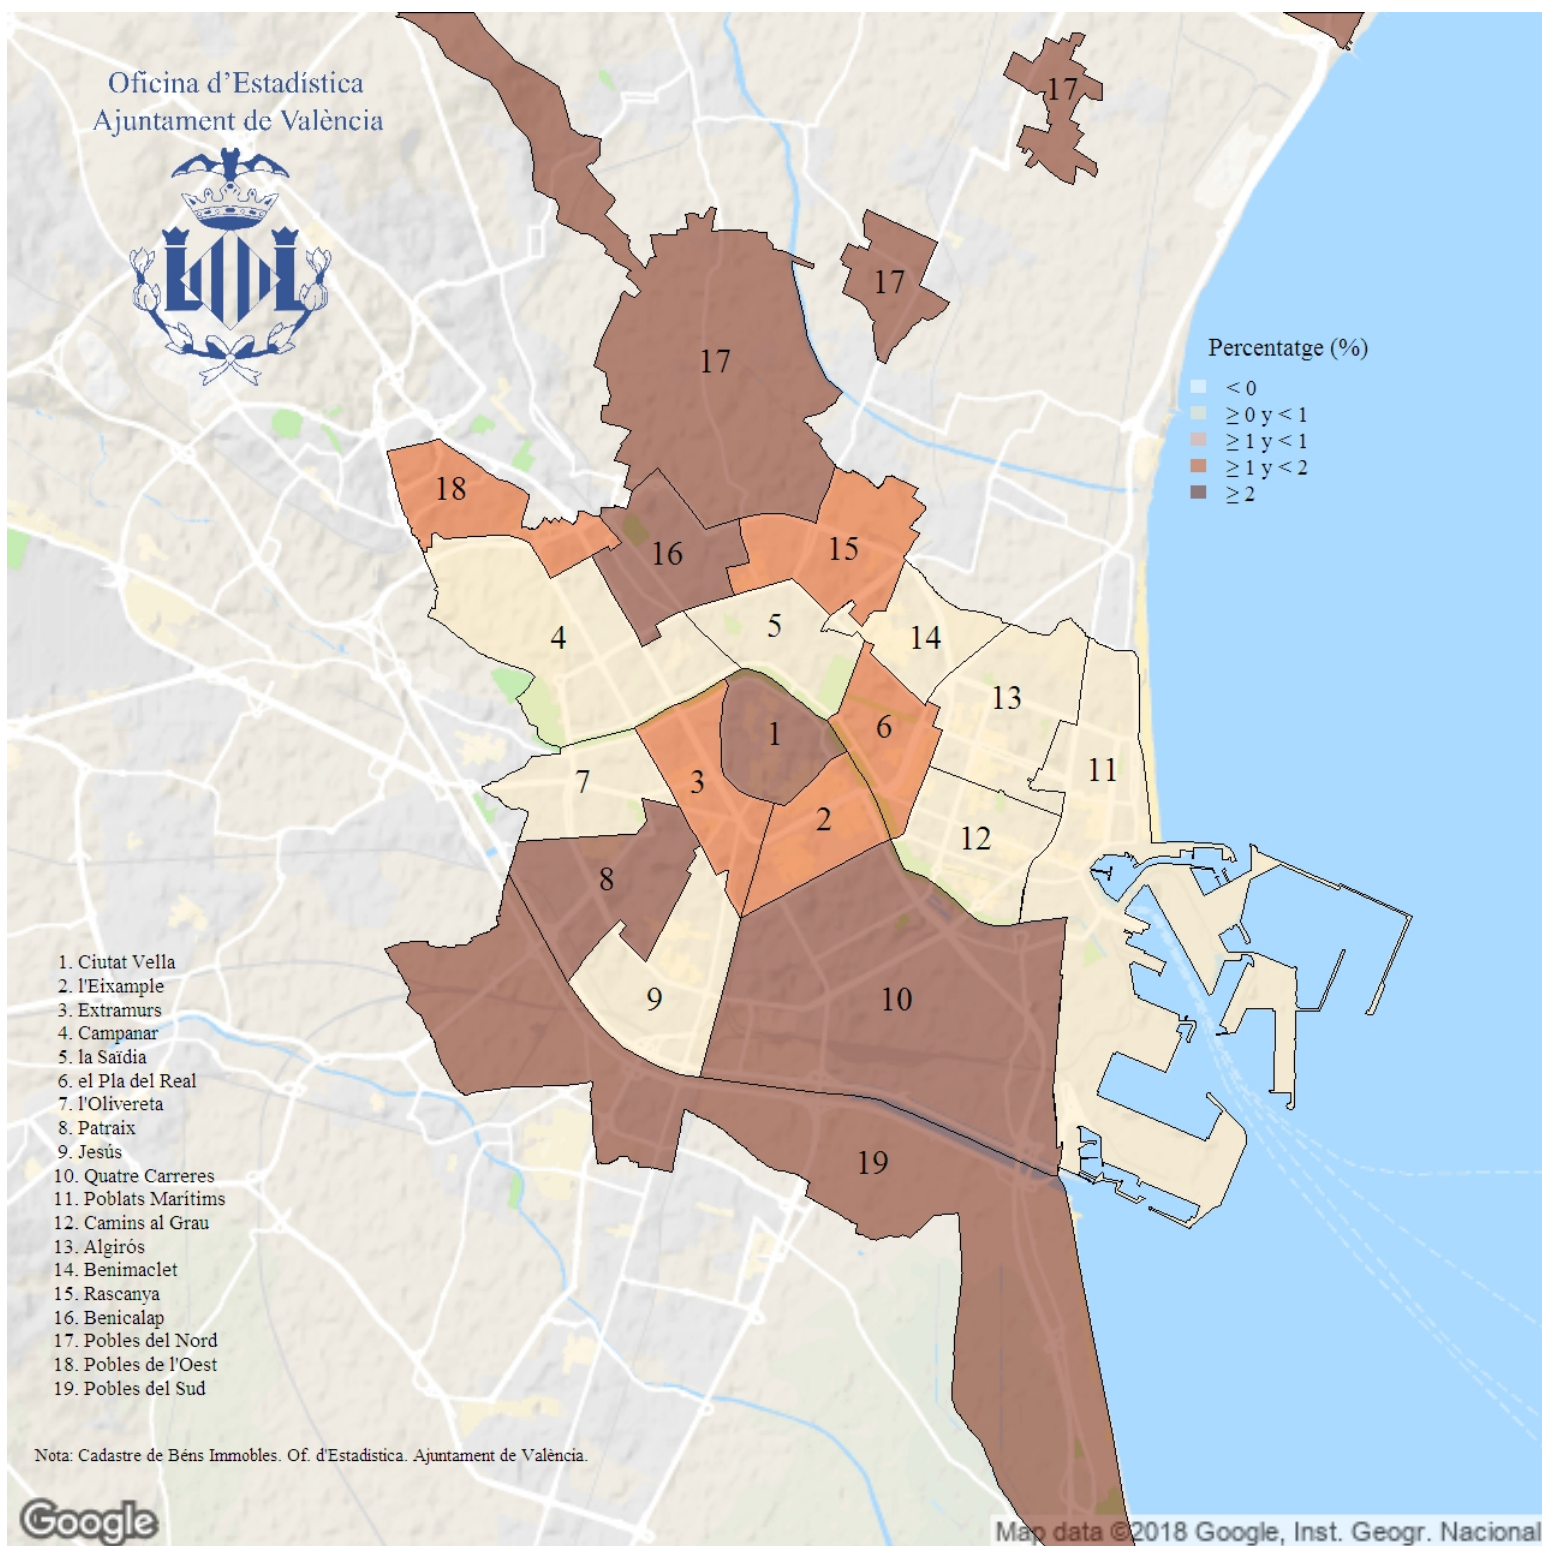 Oficina d'Estadística
Ajuntament de València
17
17
17
Percentatge (%)
< 0
≥ 0 y < 1
≥ 1 y < 1
≥ 1 y < 2
≥ 2
18
16
15
4
5
14
13
6
1
11
7
3
2
12
8
9
10
19
1. Ciutat Vella
2. l'Eixample
3. Extramurs
4. Campanar
5. la Saïdia
6. el Pla del Real
7. l'Olivereta
8. Patraix
9. Jesús
10. Quatre Carreres
11. Poblats Marítims
12. Camins al Grau
13. Algirós
14. Benimaclet
15. Rascanya
16. Benicalap
17. Pobles del Nord
18. Pobles de l'Oest
19. Pobles del Sud
Nota: Cadastre de Béns Immobles. Of. d'Estadística. Ajuntament de València.
Google
Map data ©2018 Google, Inst. Geogr. Nacional